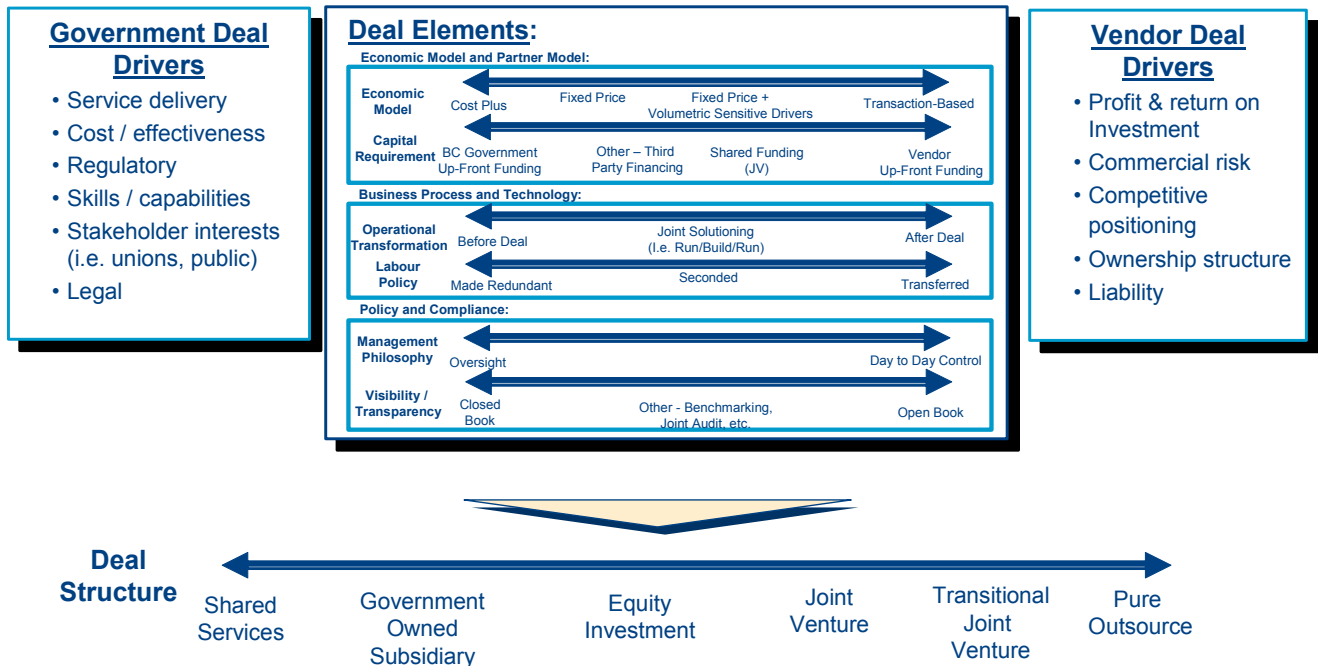 Government Deal
Drivers
• Service delivery
• Cost / effectiveness
• Regulatory
• Skills / capabilities
• Stakeholder interests
(i.e. unions, public)
• Legal
Deal Elements:
Economic Model and Partner Model:
Economic
Model
Cost Plus
Fixed Price
Fixed Price +
Volumetric Sensitive Drivers
Transaction-Based
Capital
Requirement
BC Government
Up-Front Funding
Other – Third
Party Financing
Shared Funding
(JV)
Vendor
Up-Front Funding
Business Process and Technology:
Operational
Transformation
Before Deal
Joint Solutioning
(I.e. Run/Build/Run)
After Deal
Labour
Policy
Made Redundant
Seconded
Transferred
Policy and Compliance:
Management
Philosophy
Oversight
Day to Day Control
Visibility /
Transparency
Closed
Book
Other - Benchmarking,
Joint Audit, etc.
Open Book
Vendor Deal
Drivers
• Profit & return on
Investment
• Commercial risk
• Competitive
positioning
• Ownership structure
• Liability
Deal
Structure
Shared
Services
Government
Owned
Subsidiary
Equity
Investment
Joint
Venture
Transitional
Joint
Venture
Pure
Outsource